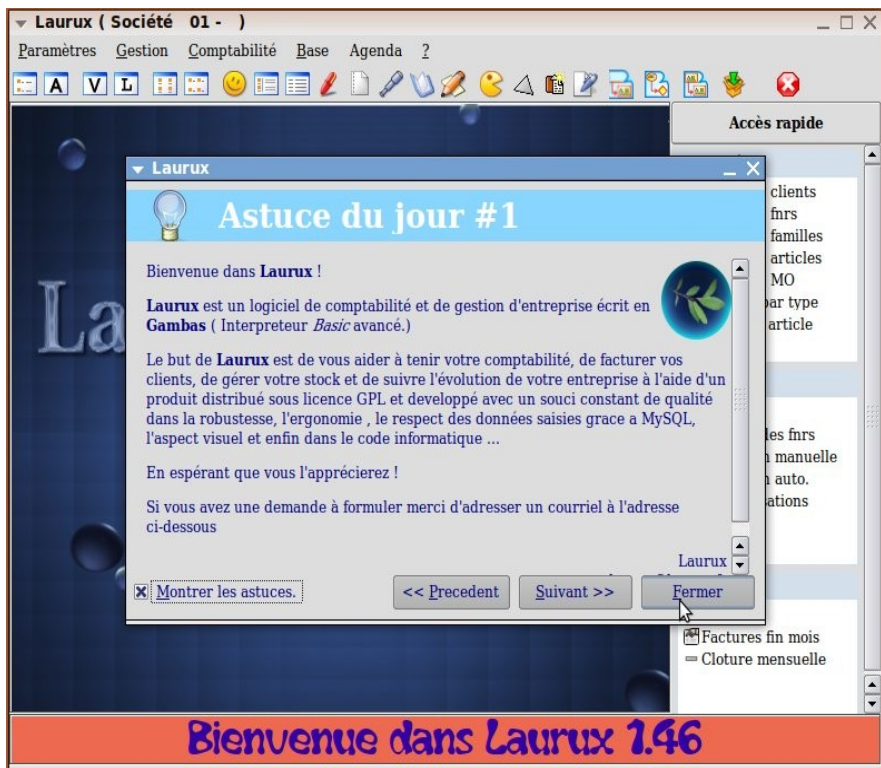 Laurux ( Société 01 - )
Paramètres Gestion Comptabilité Base Agenda ?
A V L
Accès rapide
La
clients
fnrs
familles
articles
MO
par type
article
les fnrs
manuelle
auto.
sations
Factures fin mois
Cloture mensuelle
Laurux
Astuce du jour #1
Bienvenue dans Laurux !
Laurux est un logiciel de comptabilité et de gestion d'entreprise écrit en
Gambas ( Interpreteur Basic avancé.)
Le but de Laurux est de vous aider à tenir votre comptabilité, de facturer vos
clients, de gérer votre stock et de suivre l'évolution de votre entreprise à l'aide d'un
produit distribué sous licence GPL et developpé avec un souci constant de qualité
dans la robustesse, l'ergonomie , le respect des données saisies grace a MySQL,
l'aspect visuel et enfin dans le code informatique ...
En espérant que vous l'apprécierez !
Si vous avez une demande à formuler merci d'adresser un courriel à l'adresse
ci-dessous
Laurux
Montrer les astuces.
<< Precedent
Suivant >>
Fermer
Bienvenue dans Laurux 1.46